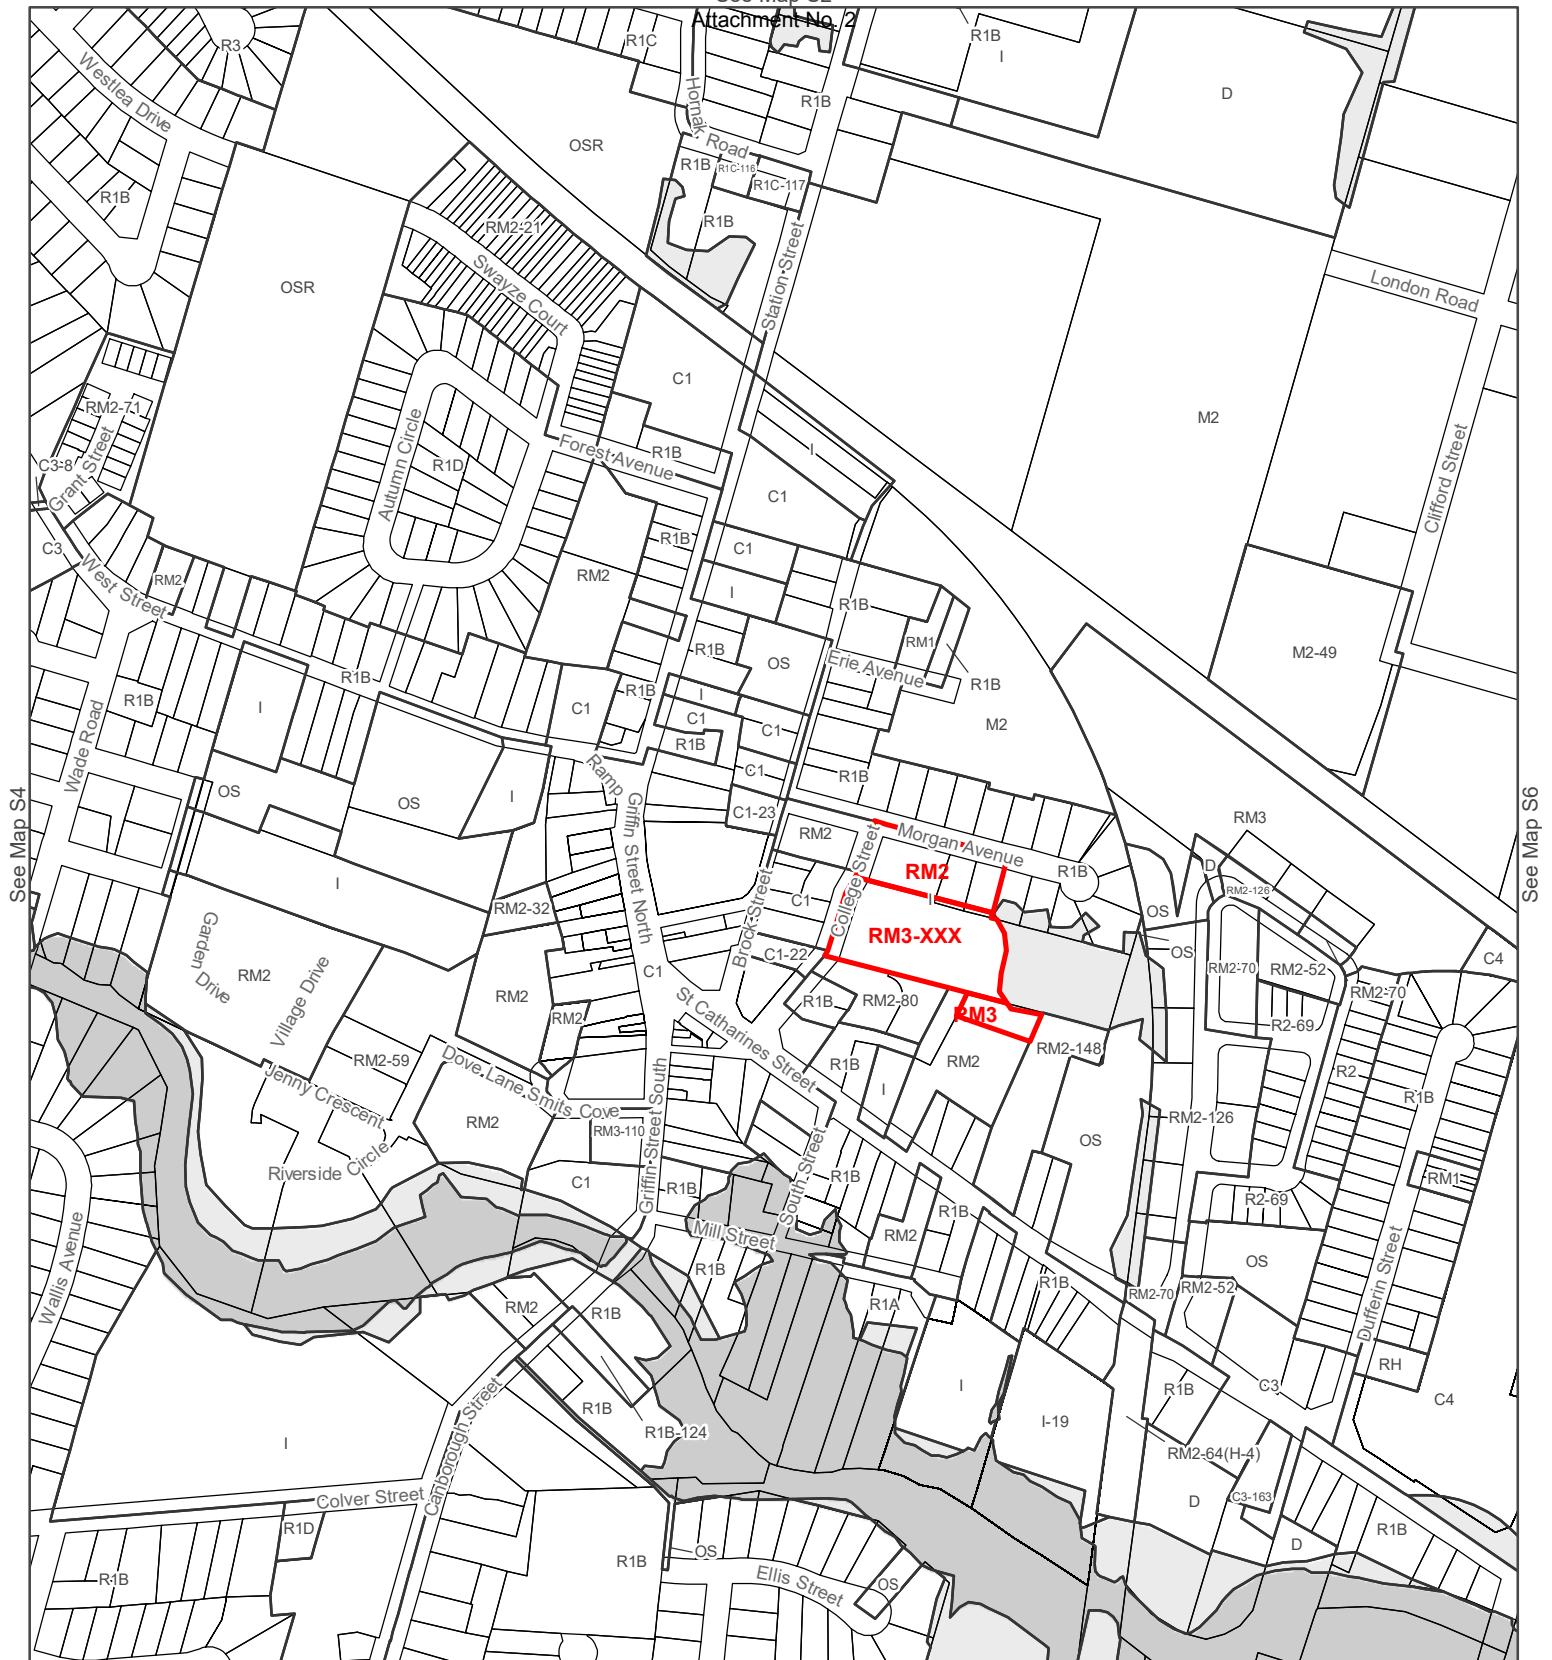 See Map S2
Attachment No. 2
R3
R1C
R1B
I
Westlea Drive
Hornak Road
R1B
D
OSR
R1B
R1C-116
R1C-117
R1B
RM2-21
R1B
Swayze Court
Station Street
London Road
OSR
C1
M2
RM2-71
Autumn Circle
R1B
Forest Avenue
I
C3-8
Grant Street
R1D
C1
Clifford Street
C3
West Street
RM2
RM2
R1B
C1
I
R1B
RM1
R1B
M2-49
R1B
OS
Erie Avenue
R1B
R1B
I
R1B
C1
I
C1
C1
M2
Wade Road
R1B
C1
R1B
Ramp
See Map S4
OS
OS
I
C1-23
RM3
See Map S6
Griffin Street North
RM2
College Street
Morgan Avenue
R1B
D
RM2-126
I
RM2
I
RM2-32
C1
Brock Street
OS
RM3-XXX
OS
C4
Garden Drive
RM2
Village Drive
C1
C1-22
RM2-70
RM2-52
RM2-70
RM2
RM2
St Catharines Street
R1B
RM2-80
RM3
R2-69
RM2-148
RM2-59
Dove Lane
Smits Cove
R1B
RM2
R2
Jenny Crescent
I
R1B
RM2
RM3-110
RM2-126
OS
Riverside Circle
Griffin Street South
C1
R1B
South Street
R1B
RM1
R2-69
Wallis Avenue
Mill Street
RM2
R1B
R1B
OS
Dufferin Street
RM2
R1B
R1A
R1B
RM2-70
RM2-52
RH
R1B
I
R1B
C3
C4
R1B-124
I-19
I
Canborough Street
RM2-64(H-4)
Colver Street
D
C3-163
R1D
R1B
D
R1B
OS
R1B
Ellis Street
OS